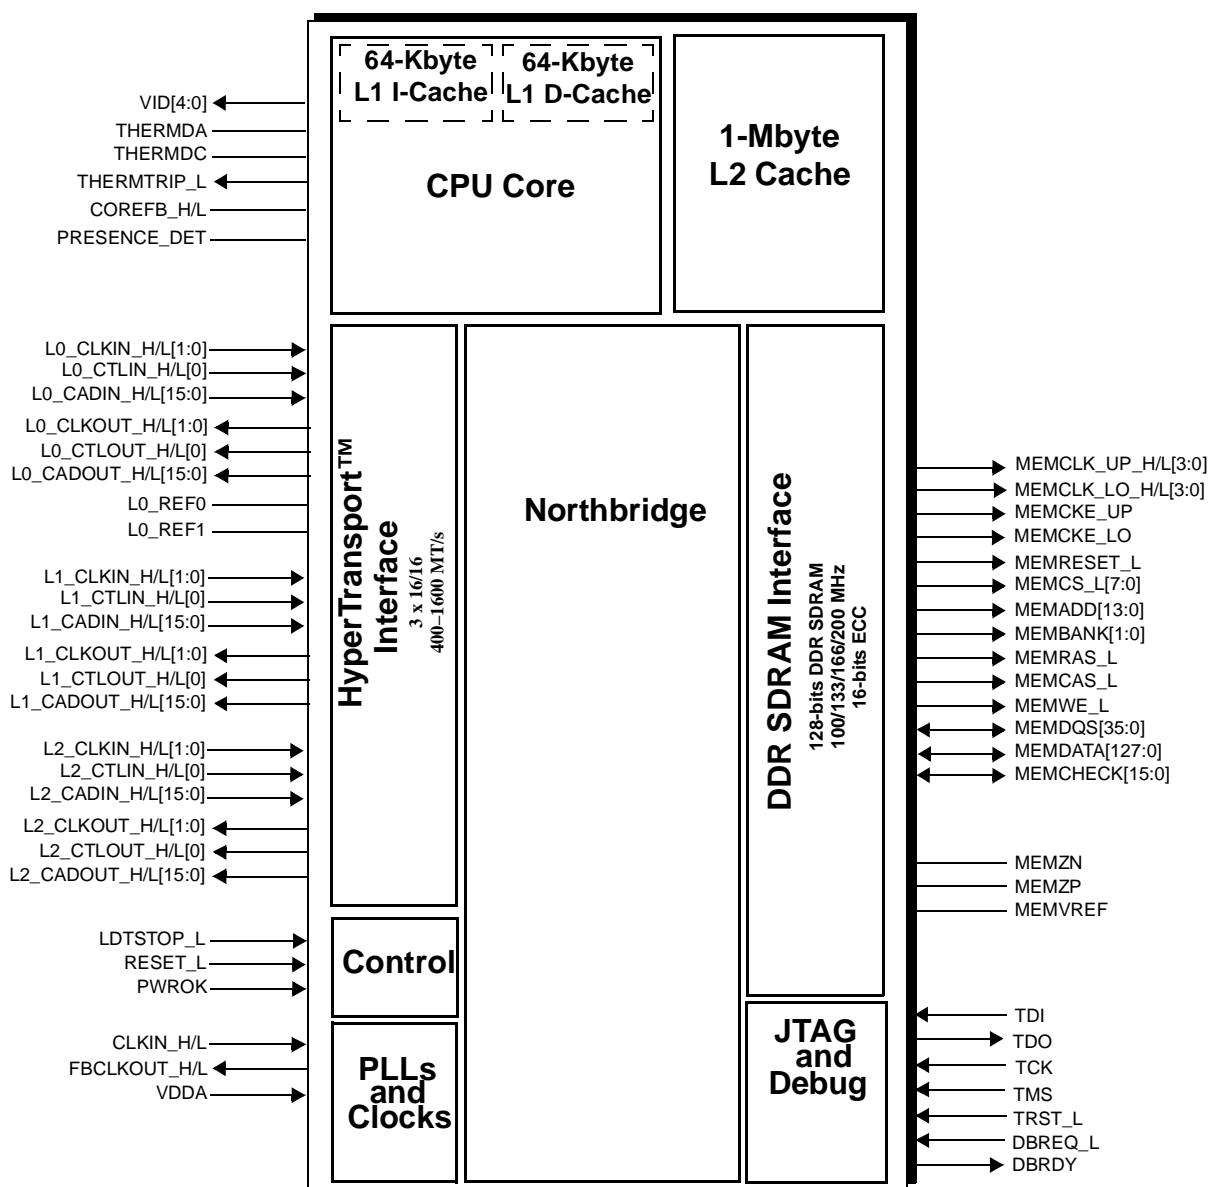 64-Kbyte
L1 I-Cache
64-Kbyte
L1 D-Cache
CPU Core
1-Mbyte
L2 Cache
VID[4:0]
THERMDA
THERMDC
THERMTRIP_L
COREFB_H/L
PRESENCE_DET
L0_CLKIN_H/L[1:0]
L0_CTLIN_H/L[0]
L0_CADIN_H/L[15:0]
L0_CLKOUT_H/L[1:0]
L0_CTLOUT_H/L[0]
L0_CADOUT_H/L[15:0]
L0_REF0
L0_REF1
L1_CLKIN_H/L[1:0]
L1_CTLIN_H/L[0]
L1_CADIN_H/L[15:0]
L1_CLKOUT_H/L[1:0]
L1_CTLOUT_H/L[0]
L1_CADOUT_H/L[15:0]
L2_CLKIN_H/L[1:0]
L2_CTLIN_H/L[0]
L2_CADIN_H/L[15:0]
L2_CLKOUT_H/L[1:0]
L2_CTLOUT_H/L[0]
L2_CADOUT_H/L[15:0]
LDTSTOP_L
RESET_L
PWROK
CLKIN_H/L
FBCLKOUT_H/L
VDDA
HyperTransport™
Interface
3 x 16/16
400–1600 MT/s
Control
PLLs
and
Clocks
Northbridge
DDR SDRAM Interface
128-bits DDR SDRAM
100/133/166/200 MHz
16-bits ECC
JTAG
and
Debug
MEMCLK_UP_H/L[3:0]
MEMCLK_LO_H/L[3:0]
MEMCKE_UP
MEMCKE_LO
MEMRESET_L
MEMCS_L[7:0]
MEMADD[13:0]
MEMBANK[1:0]
MEMRAS_L
MEMCAS_L
MEMWE_L
MEMDQS[35:0]
MEMDATA[127:0]
MEMCHECK[15:0]
MEMZN
MEMZP
MEMVREF
TDI
TDO
TCK
TMS
TRST_L
DBREQ_L
DBRDY